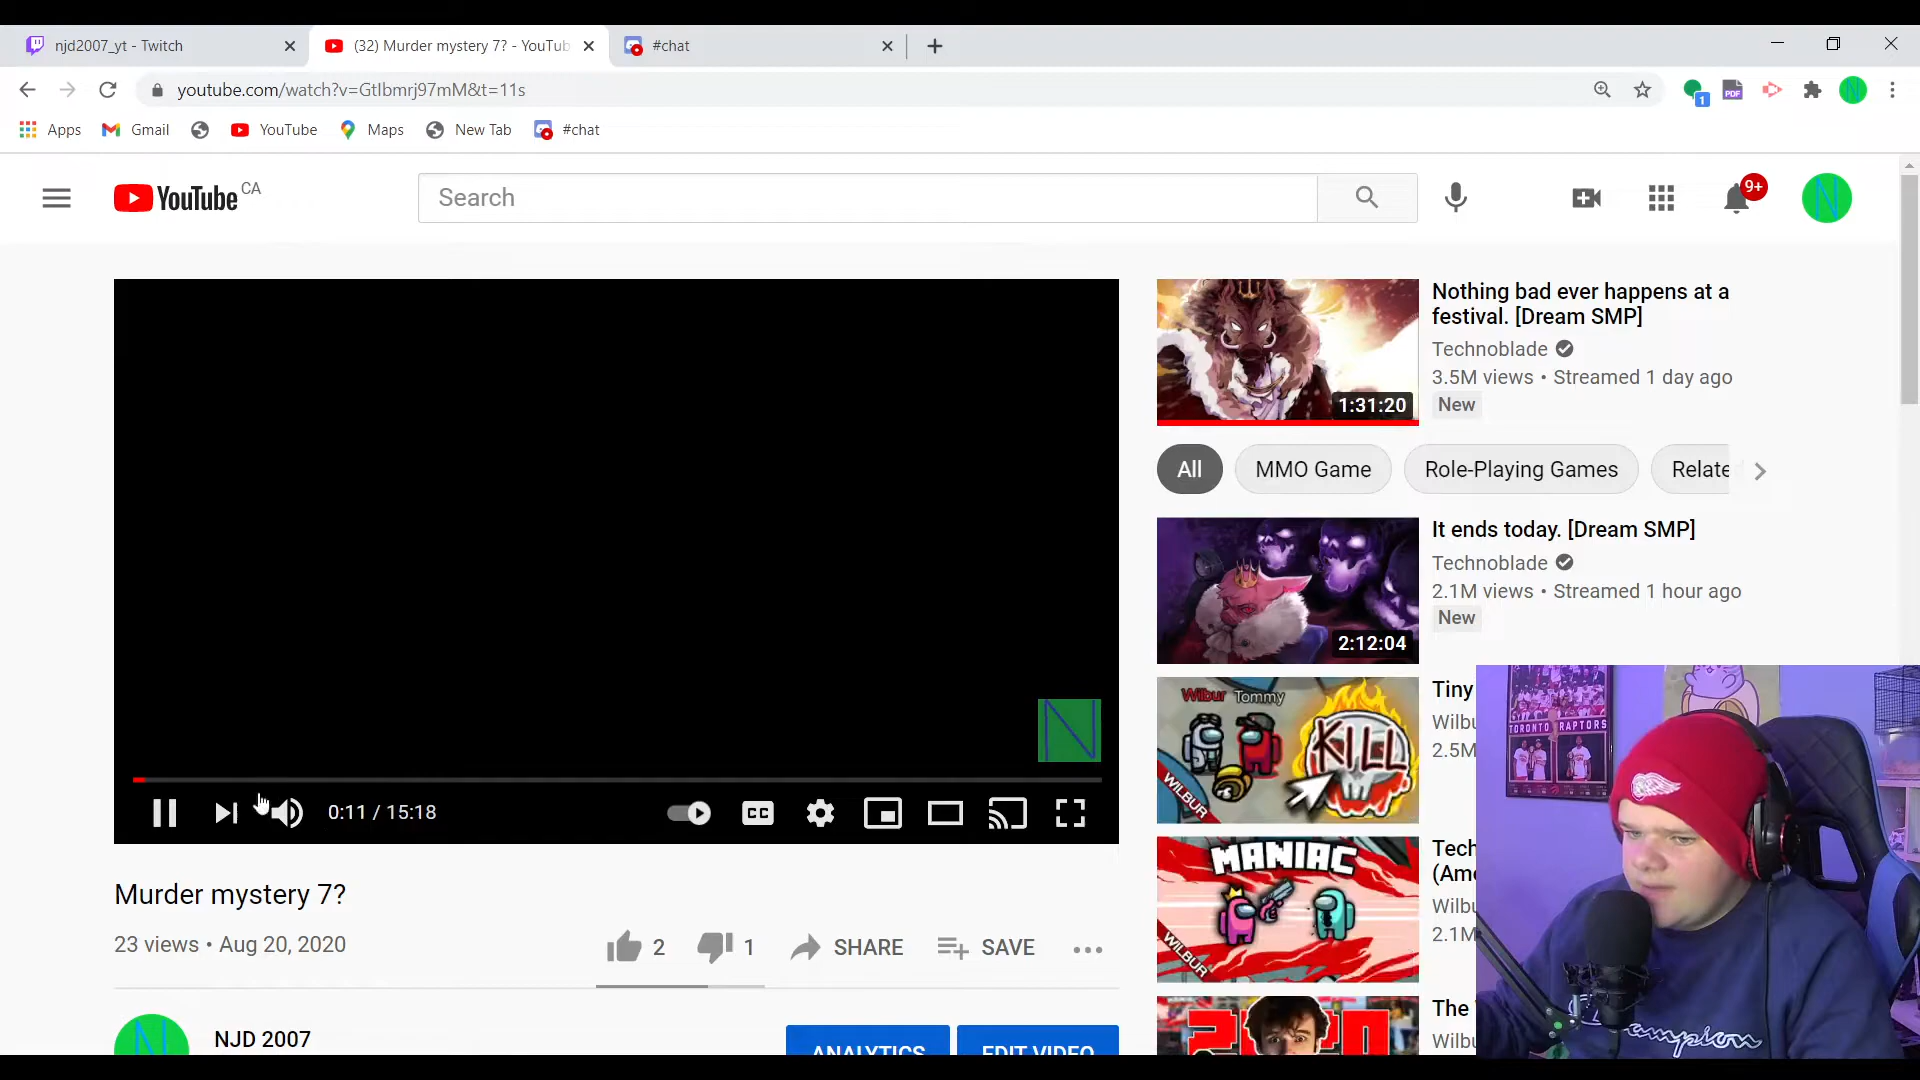 njd2007_yt - Twitch
(32) Murder mystery 7? - YouTub
#chat
youtube.com/watch?v=GtIbmrj97mM&t=11s
1
PDF
Apps
Gmail
YouTube
Maps
New Tab
#chat
YouTube CA
Search
9+
N
Nothing bad ever happens at a
festival. [Dream SMP]
Technoblade
3.5M views • Streamed 1 day ago
New
1:31:20
All
MMO Game
Role-Playing Games
Relate
It ends today. [Dream SMP]
Technoblade
2.1M views • Streamed 1 hour ago
New
2:12:04
Wilbur Tommy
KILL
WILBUR
Tiny
Wilbu
2.5M
TORONTO RAPTORS
N
0:11 / 15:18
CC
MANIAC
WILBUR
Tech
(Amo
Wilbu
2.1M
Murder mystery 7?
23 views • Aug 20, 2020
2
1
SHARE
SAVE
The
Wilbu
Champion
N
NJD 2007
ANALYTICS
EDIT VIDEO